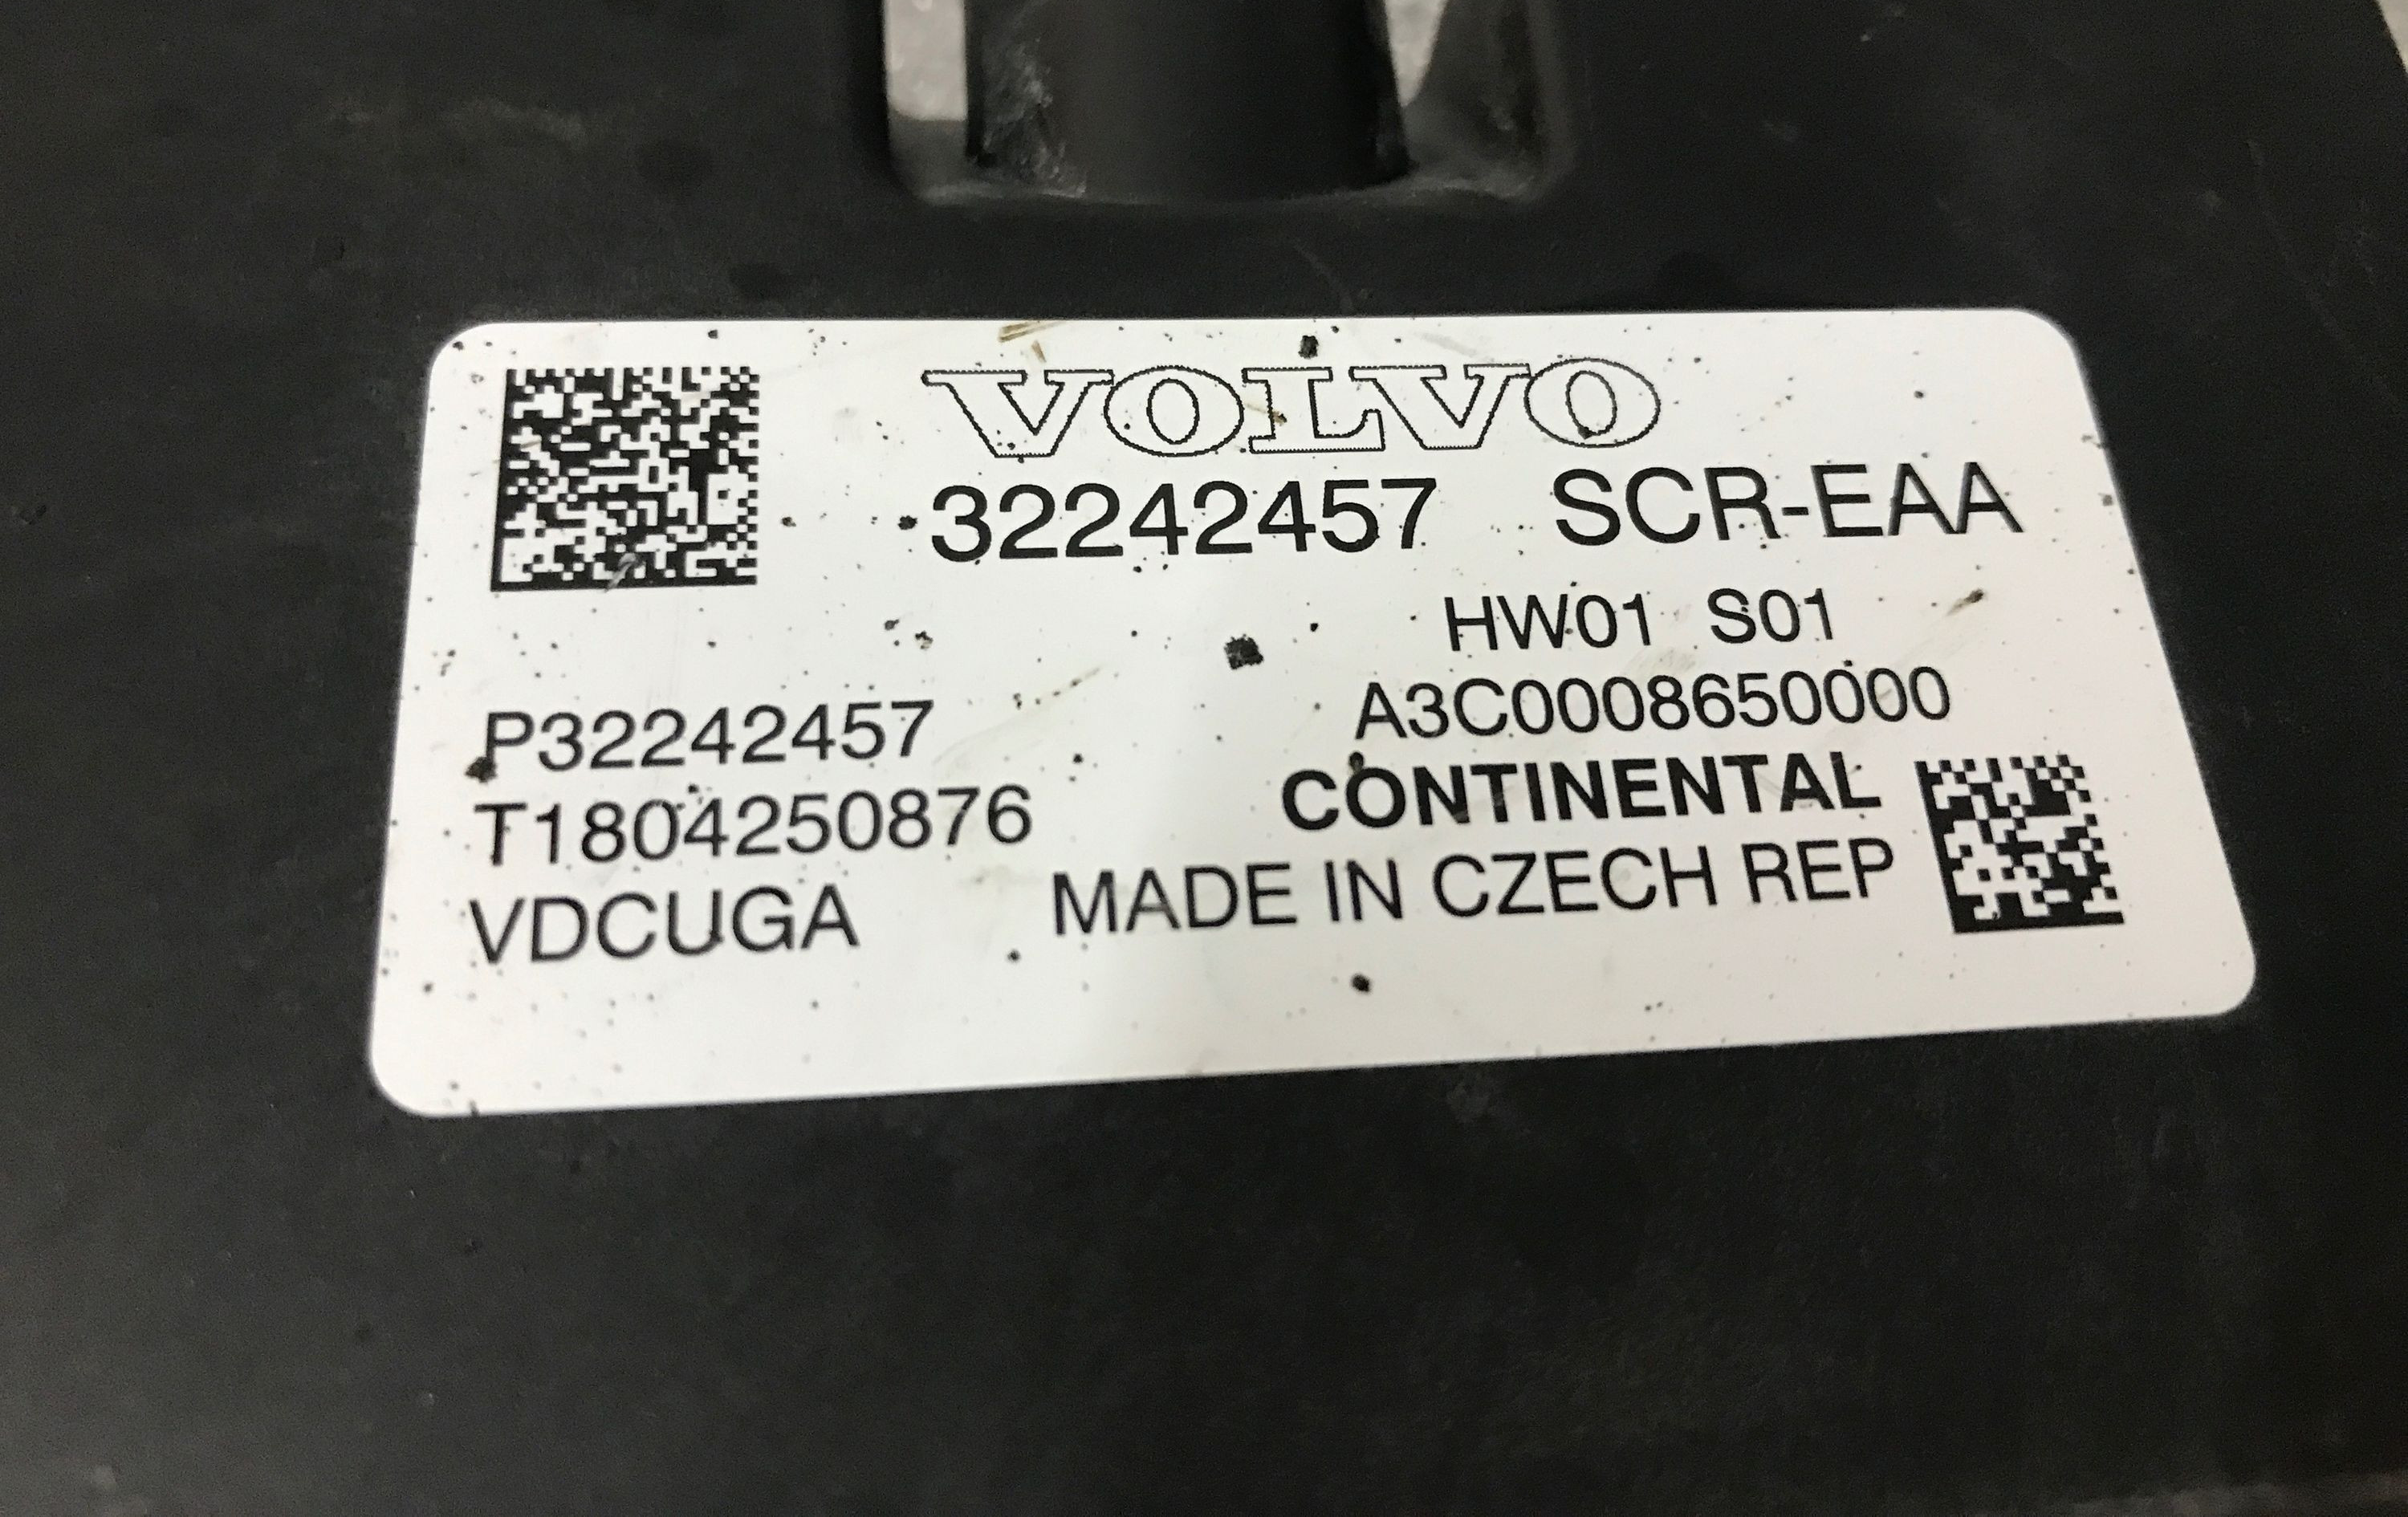 VOLVO
32242457 SCR-EAA
HW01 S01
A3C0008650000
P32242457
T1804250876
VDCUGA
CONTINENTAL
MADE IN CZECH REP